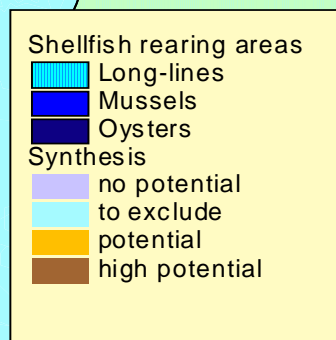 Shellfish rearing areas
Long-lines
Mussels
Oysters
Synthesis
no potential
to exclude
potential
high potential